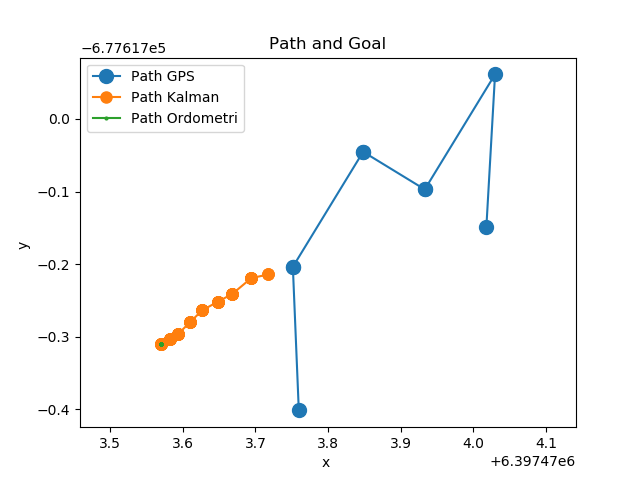 Path and Goal
−6.77617e5
Path GPS
Path Kalman
Path Ordometri
y
0.0
−0.1
−0.2
−0.3
−0.4
3.5 3.6 3.7 3.8 3.9 4.0 4.1
x
+6.39747e6